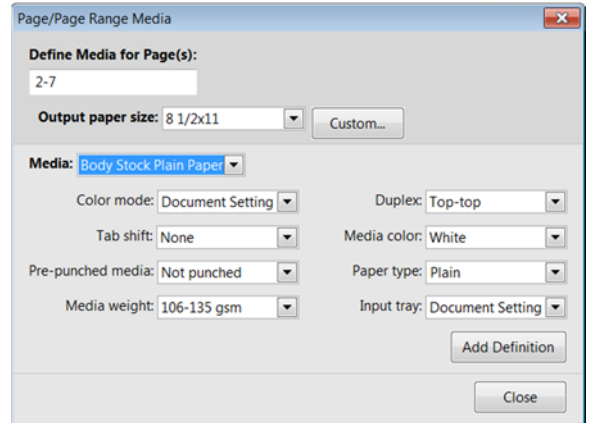 Page/Page Range Media
Define Media for Page(s):
2-7
Output paper size: 8 1/2x11 Custom...
Media: Body Stock Plain Paper
Color mode: Document Setting Duplex: Top-top
Tab shift: None Media color: White
Pre-punched media: Not punched Paper type: Plain
Media weight: 106-135 gsm Input tray: Document Setting
Add Definition
Close